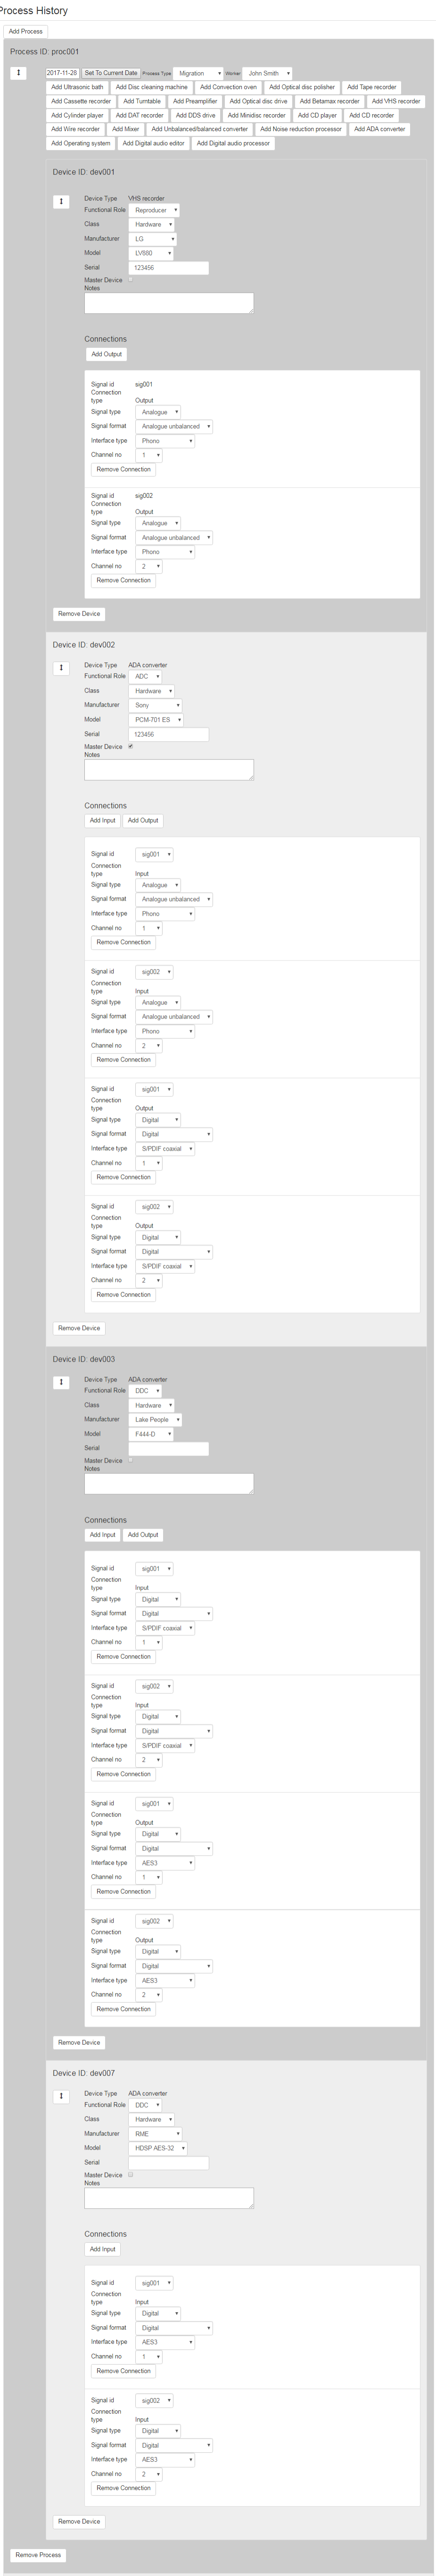 Process History
Add Process
Process ID: proc001
2017-11-28 Set To Current Date Process Type Migration Worker John Smith
Add Ultrasonic bath Add Disc cleaning machine Add Convection oven Add Optical disc polisher Add Tape recorder
Add Cassette recorder Add Turntable Add Preamplifier Add Optical disc drive Add Betamax recorder Add VHS recorder
Add Cylinder player Add DAT recorder Add DDS drive Add Minidisc recorder Add CD player Add CD recorder
Add Wire recorder Add Mixer Add Unbalanced/balanced converter Add Noise reduction processor Add ADA converter
Add Operating system Add Digital audio editor Add Digital audio processor
Device ID: dev001
Device Type VHS recorder
Functional Role Reproducer
Class Hardware
Manufacturer LG
Model LV880
Serial 123456
Master Device
Notes
Connections
Add Output
Signal id sig001
Connection
type Output
Signal type Analogue
Signal format Analogue unbalanced
Interface type Phono
Channel no 1
Remove Connection
Signal id sig002
Connection
type Output
Signal type Analogue
Signal format Analogue unbalanced
Interface type Phono
Channel no 2
Remove Connection
Remove Device
Device ID: dev002
Device Type ADA converter
Functional Role ADC
Class Hardware
Manufacturer Sony
Model PCM-701 ES
Serial 123456
Master Device
Notes
Connections
Add Input Add Output
Signal id sig001
Connection
type Input
Signal type Analogue
Signal format Analogue unbalanced
Interface type Phono
Channel no 1
Remove Connection
Signal id sig002
Connection
type Input
Signal type Analogue
Signal format Analogue unbalanced
Interface type Phono
Channel no 2
Remove Connection
Signal id sig001
Connection
type Output
Signal type Digital
Signal format Digital
Interface type S/PDIF coaxial
Channel no 1
Remove Connection
Signal id sig002
Connection
type Output
Signal type Digital
Signal format Digital
Interface type S/PDIF coaxial
Channel no 2
Remove Connection
Remove Device
Device ID: dev003
Device Type ADA converter
Functional Role DDC
Class Hardware
Manufacturer Lake People
Model F444-D
Serial
Master Device
Notes
Connections
Add Input Add Output
Signal id sig001
Connection
type Input
Signal type Digital
Signal format Digital
Interface type S/PDIF coaxial
Channel no 1
Remove Connection
Signal id sig002
Connection
type Input
Signal type Digital
Signal format Digital
Interface type S/PDIF coaxial
Channel no 2
Remove Connection
Signal id sig001
Connection
type Output
Signal type Digital
Signal format Digital
Interface type AES3
Channel no 1
Remove Connection
Signal id sig002
Connection
type Output
Signal type Digital
Signal format Digital
Interface type AES3
Channel no 2
Remove Connection
Remove Device
Device ID: dev007
Device Type ADA converter
Functional Role DDC
Class Hardware
Manufacturer RME
Model HDSP AES-32
Serial
Master Device
Notes
Connections
Add Input
Signal id sig001
Connection
type Input
Signal type Digital
Signal format Digital
Interface type AES3
Channel no 1
Remove Connection
Signal id sig002
Connection
type Input
Signal type Digital
Signal format Digital
Interface type AES3
Channel no 2
Remove Connection
Remove Device
Remove Process